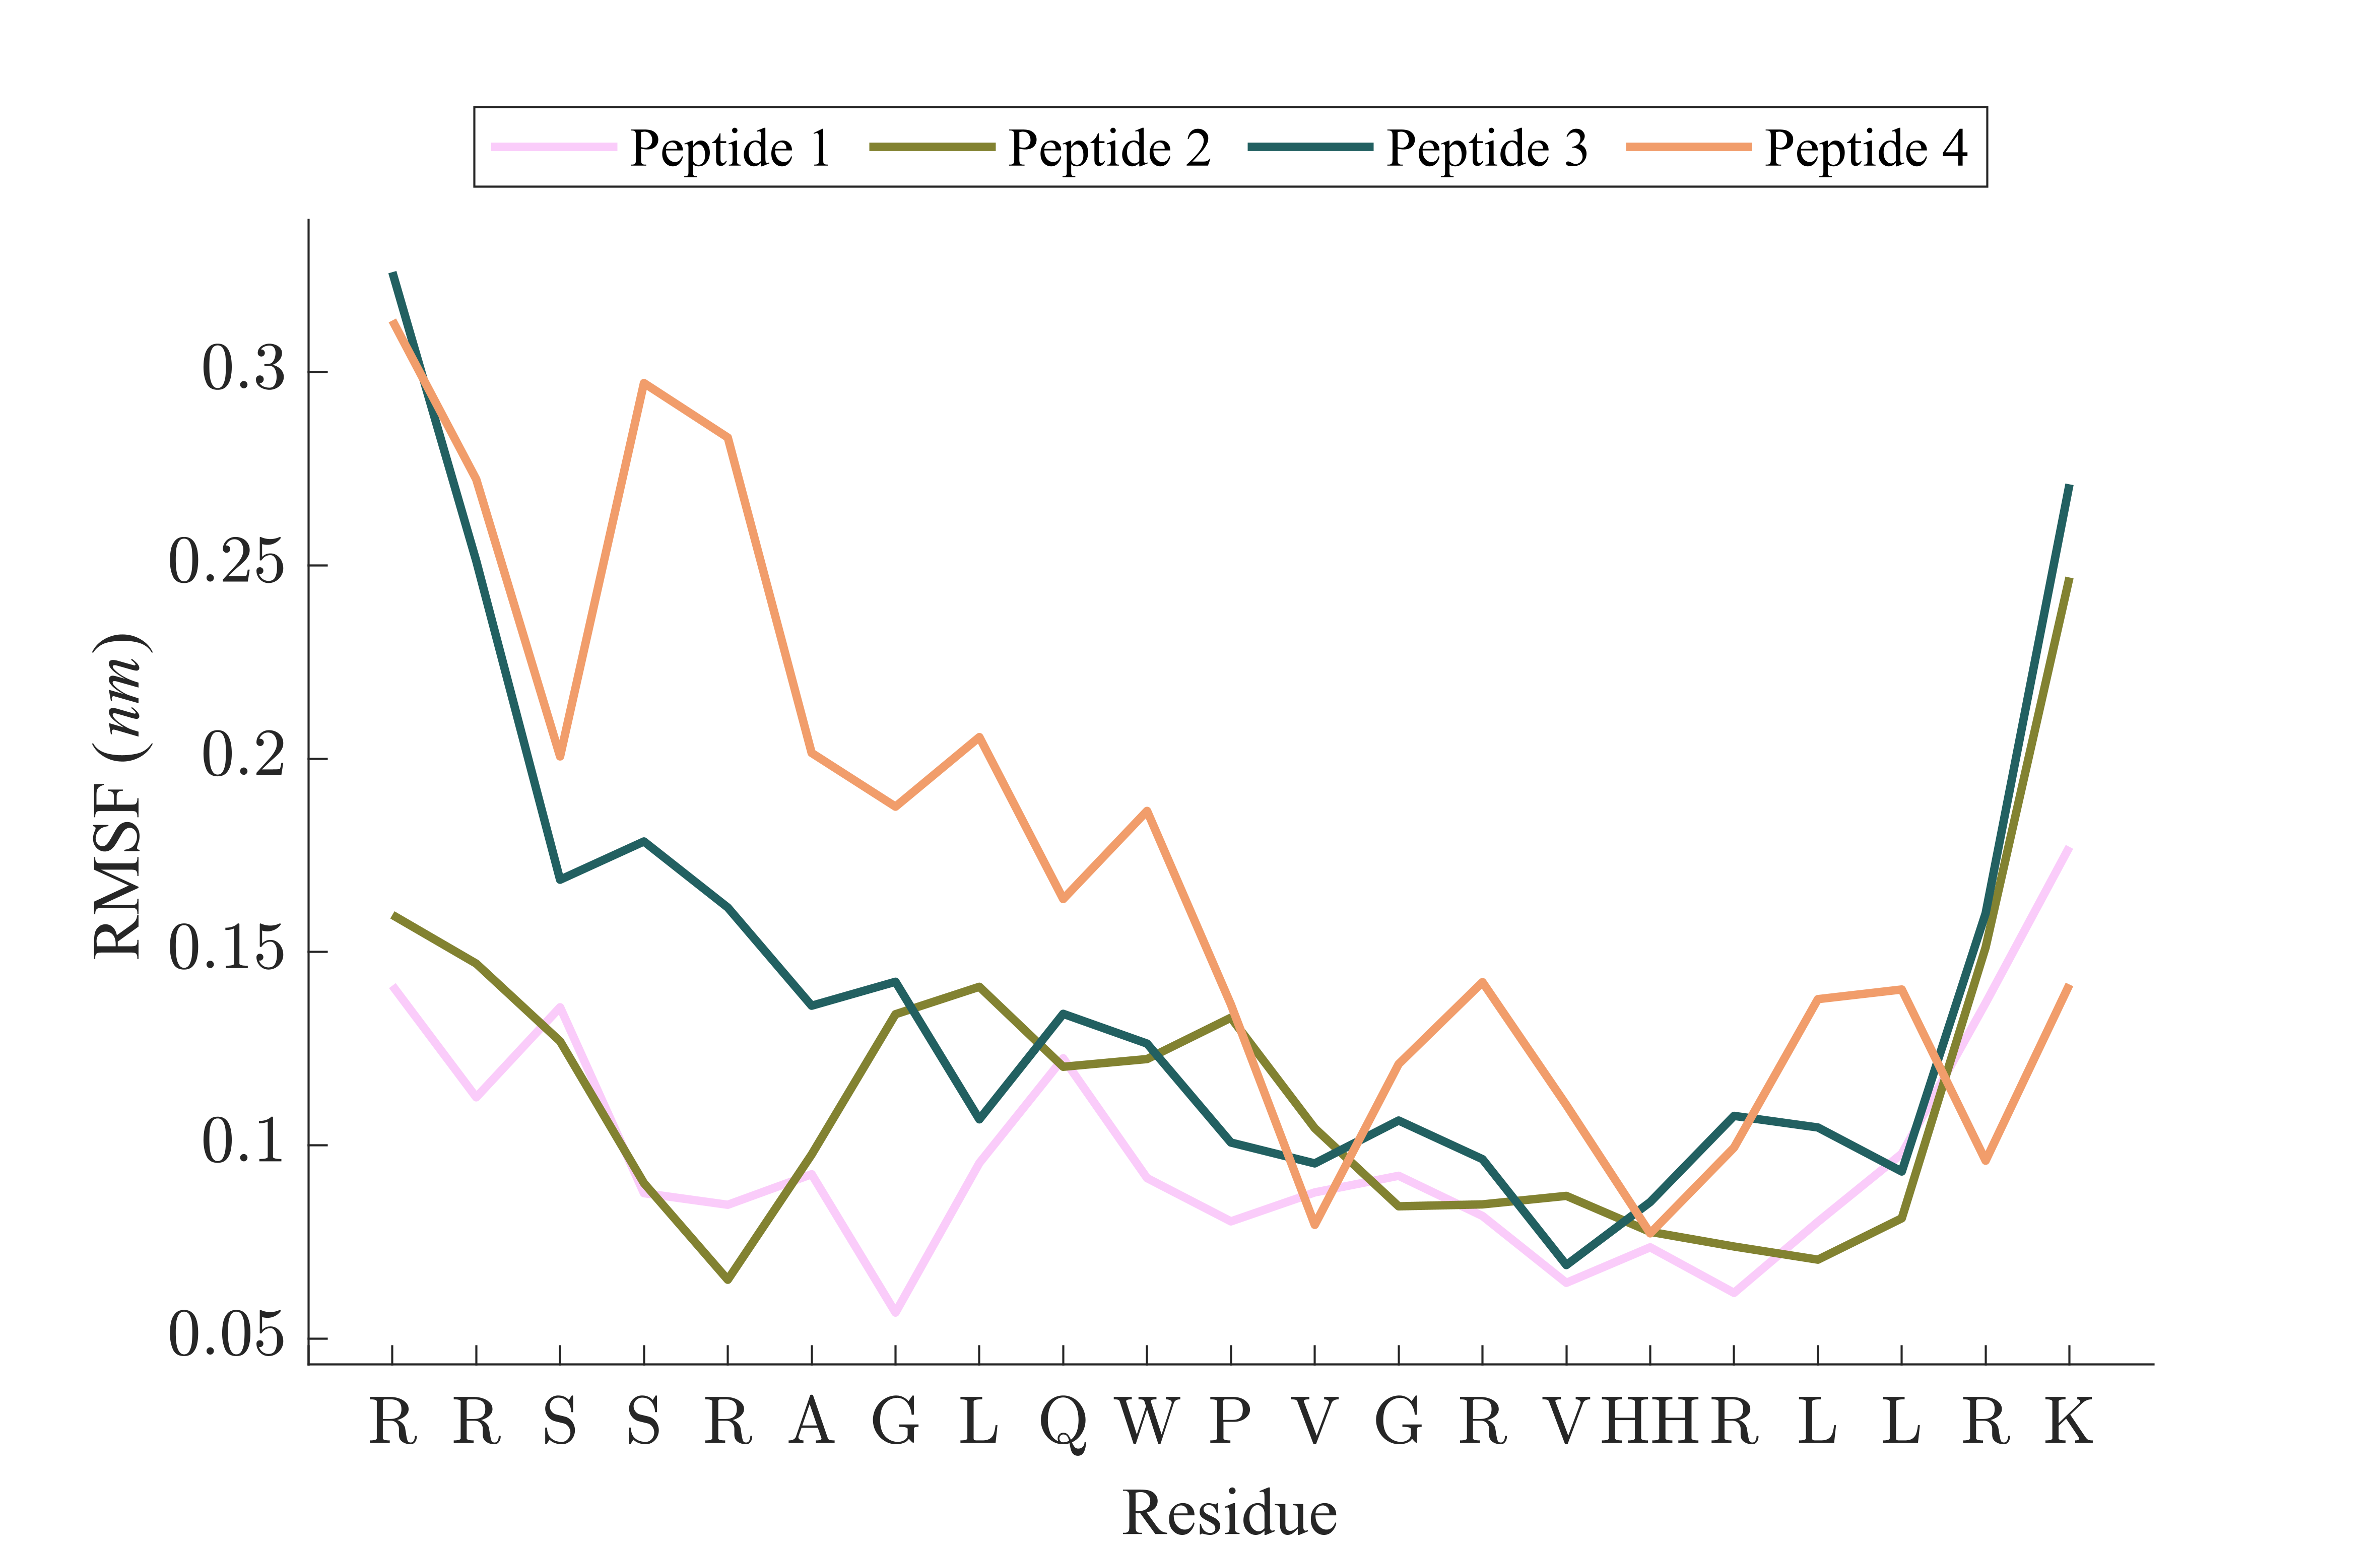 Peptide 1 Peptide 2 Peptide 3 Peptide 4
0.3
0.25
0.2
0.15
0.1
0.05
RMSF (nm)
R R S S R A G L Q W P V G R V HHH R L L R K
Residue